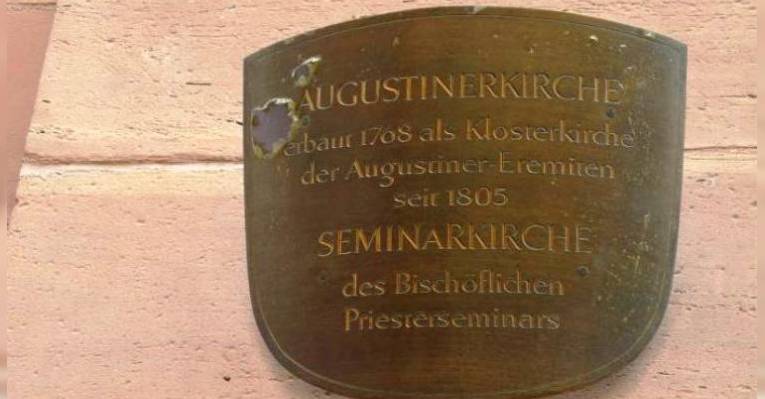 AUGUSTINERKIRCHE
erbaut 1768 als Klosterkirche
der Augustiner-Eremiten
seit 1805
SEMINARKIRCHE
des Bischöflichen
Priesterseminars